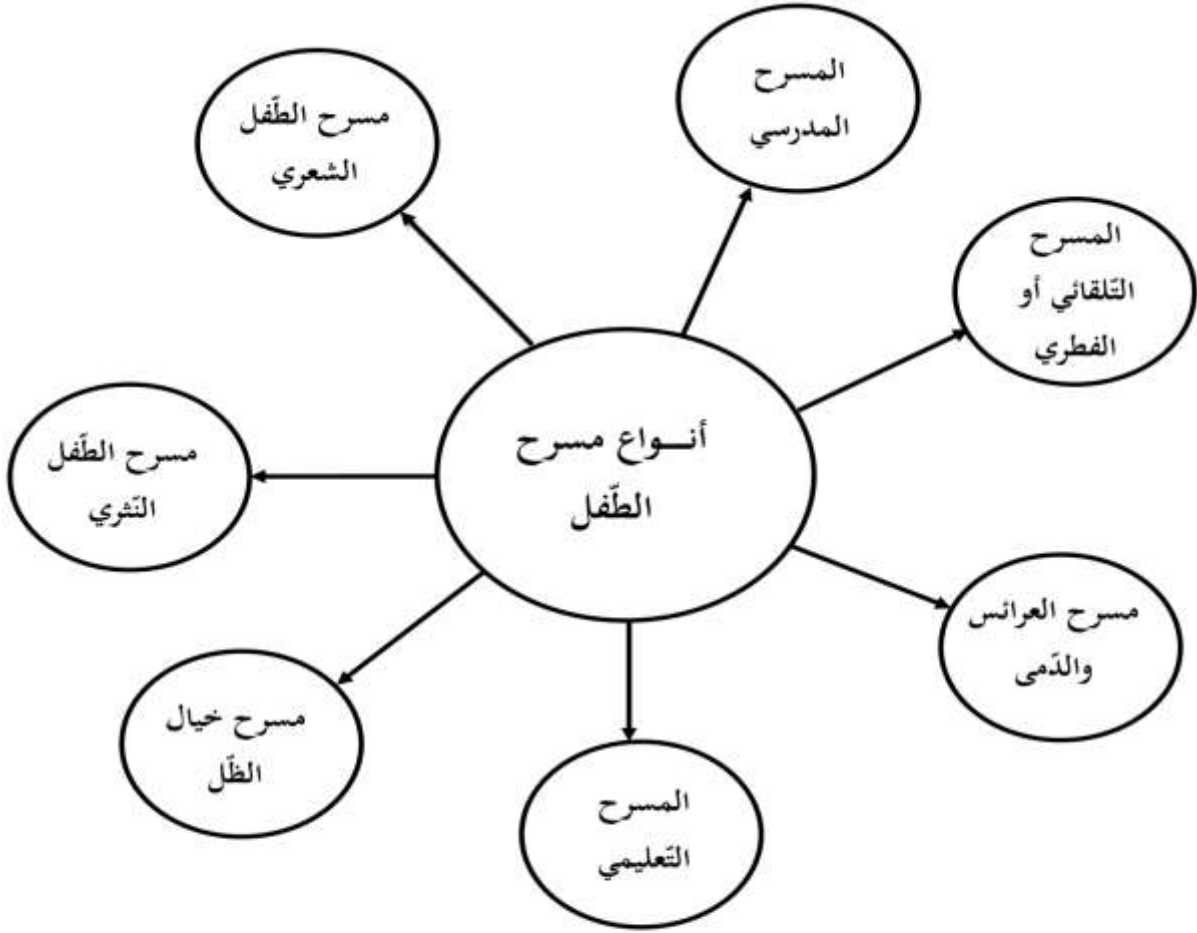 المسرح
المدرسي
مسرح الطّفل
الشعري
المسرح
التّلقائي أو
الفطري
أنـــواع مسرح
الطّفل
مسرح الطّفل
النّثري
مسرح العرائس
والدّمى
مسرح خيال
الظّل
المسرح
التّعليمي